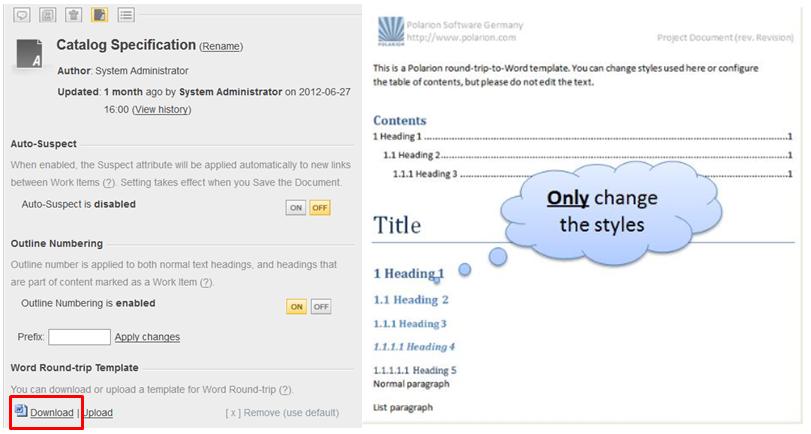 Catalog Specification (Rename)
Author: System Administrator
Updated: 1 month ago by System Administrator on 2012-06-27
16:00 (View history)
Auto-Suspect
When enabled, the Suspect attribute will be applied automatically to new links
between Work Items (?). Setting takes effect when you Save the Document.
Auto-Suspect is disabled
ON OFF
Outline Numbering
Outline number is applied to both normal text headings, and headings that
are part of content marked as a Work Item (?).
Outline Numbering is enabled
ON OFF
Prefix: Apply changes
Word Round-trip Template
You can download or upload a template for Word Round-trip (?).
Download | Upload [ x ] Remove (use default)
POLARION
Polarion Software Germany
http://www.polarion.com
Project Document (rev. Revision)
This is a Polarion round-trip-to-Word template. You can change styles used here or configure
the table of contents, but please do not edit the text.
Contents
1 Heading 1 ........ 1
1.1 Heading 2 ........ 1
1.1.1 Heading 3 ........ 1
Only change
the styles
Title
1 Heading 1
1.1 Heading 2
1.1.1 Heading 3
1.1.1.1 Heading 4
1.1.1.1.1 Heading 5
Normal paragraph
List paragraph